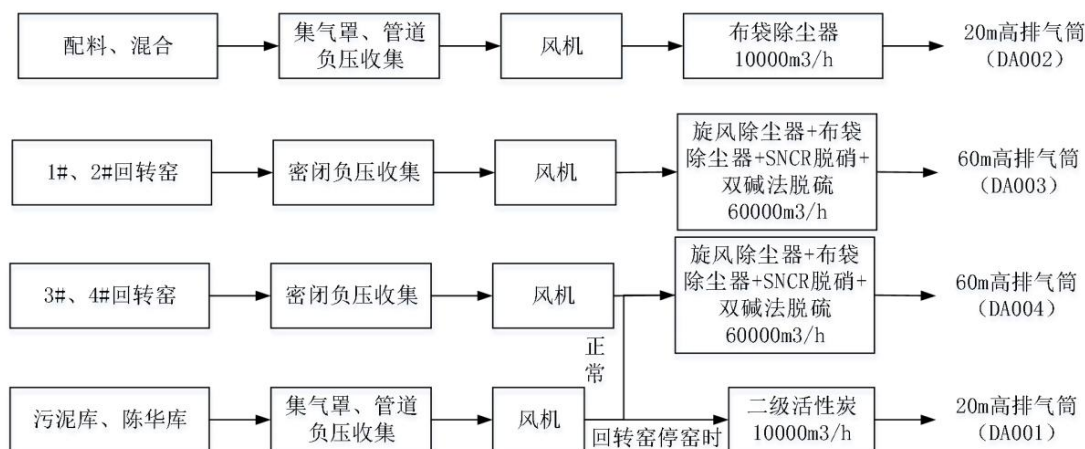 配料、混合
集气罩、管道
负压收集
风机
布袋除尘器
10000m3/h
20m高排气筒
（DA002）
1#、2#回转窑
密闭负压收集
风机
旋风除尘器+布袋
除尘器+SNCR脱硝+
双碱法脱硫
60000m3/h
60m高排气筒
（DA003）
3#、4#回转窑
密闭负压收集
风机
正
常
旋风除尘器+布袋
除尘器+SNCR脱硝+
双碱法脱硫
60000m3/h
60m高排气筒
（DA004）
污泥库、陈华库
集气罩、管道
负压收集
风机
回转窑停窑时
二级活性炭
10000m3/h
20m高排气筒
（DA001）